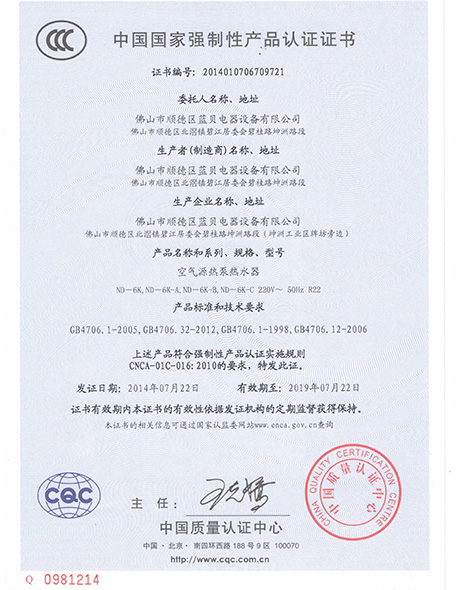 CCC
中国国家强制性产品认证证书
证书编号：2014010706709721
委托人名称、地址
佛山市顺德区蓝贝电器设备有限公司
佛山市顺德区北滘镇碧江居委会碧桂路坤洲路段
生产者(制造商)名称、地址
佛山市顺德区蓝贝电器设备有限公司
佛山市顺德区北滘镇碧江居委会碧桂路坤洲路段
生产企业名称、地址
佛山市顺德区蓝贝电器设备有限公司
佛山市顺德区北滘镇碧江居委会碧桂路坤洲路段（坤洲工业区牌坊旁边）
产品名称和系列、规格、型号
空气源热泵热水器
ND-6K,ND-6K-A,ND-6K-B,ND-6K-C 220V～ 50Hz R22
产品标准和技术要求
GB4706.1-2005,GB4706.32-2012,GB4706.1-1998,GB4706.12-2006
上述产品符合强制性产品认证实施规则
CNCA-01C-016:2010的要求，特发此证。
发证日期：2014年07月22日 有效期至：2019年07月22日
证书有效期内本证书的有效性依据发证机构的定期监督获得保持。
本证书的相关信息可通过国家认监委网站www.cnca.gov.cn查询
CQC
主任：
CHINA QUALITY CERTIFICATION CENTRE
中国质量认证中心
中国质量认证中心
中国·北京·南四环西路188号9区 100070
http://www.cqc.com.cn
Q 0981214